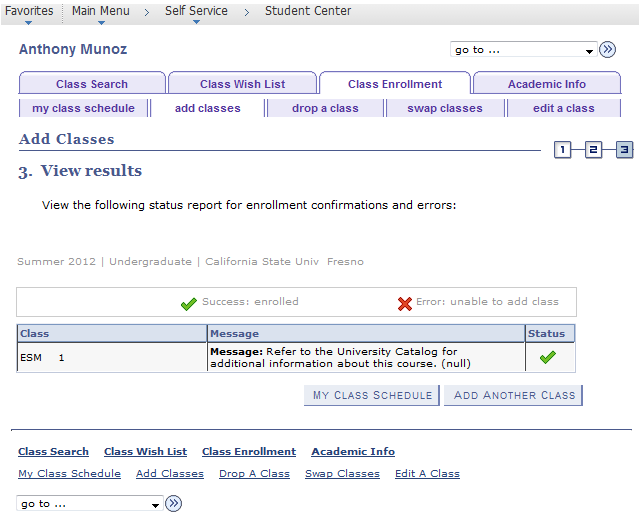 Favorites Main Menu > Self Service > Student Center
Anthony Munoz
go to ...
Class Search Class Wish List Class Enrollment Academic Info
my class schedule add classes drop a class swap classes edit a class
Add Classes
1 2 3
3. View results
View the following status report for enrollment confirmations and errors:
Summer 2012 | Undergraduate | California State Univ Fresno
Success: enrolled Error: unable to add class
Class Message Status
ESM 1 Message: Refer to the University Catalog for
additional information about this course. (null)
MY CLASS SCHEDULE ADD ANOTHER CLASS
Class Search Class Wish List Class Enrollment Academic Info
My Class Schedule Add Classes Drop A Class Swap Classes Edit A Class
go to ...